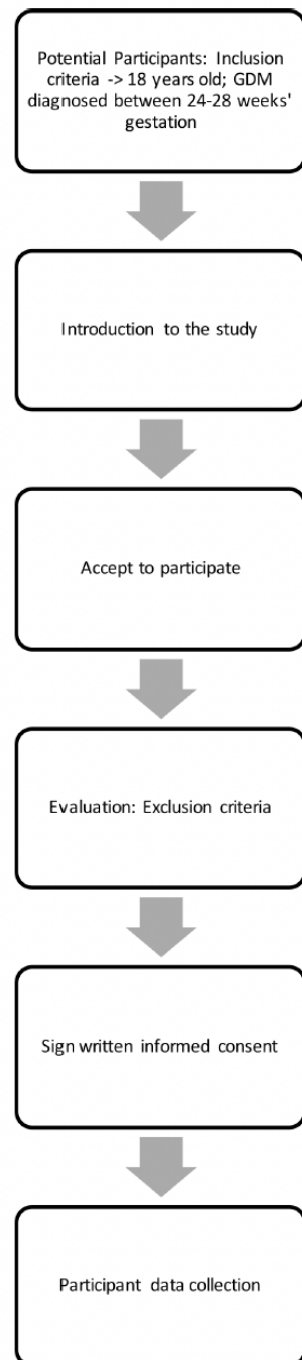 Potential Participants: Inclusion
criteria -> 18 years old; GDM
diagnosed between 24-28 weeks'
gestation
Introduction to the study
Accept to participate
Evaluation: Exclusion criteria
Sign written informed consent
Participant data collection